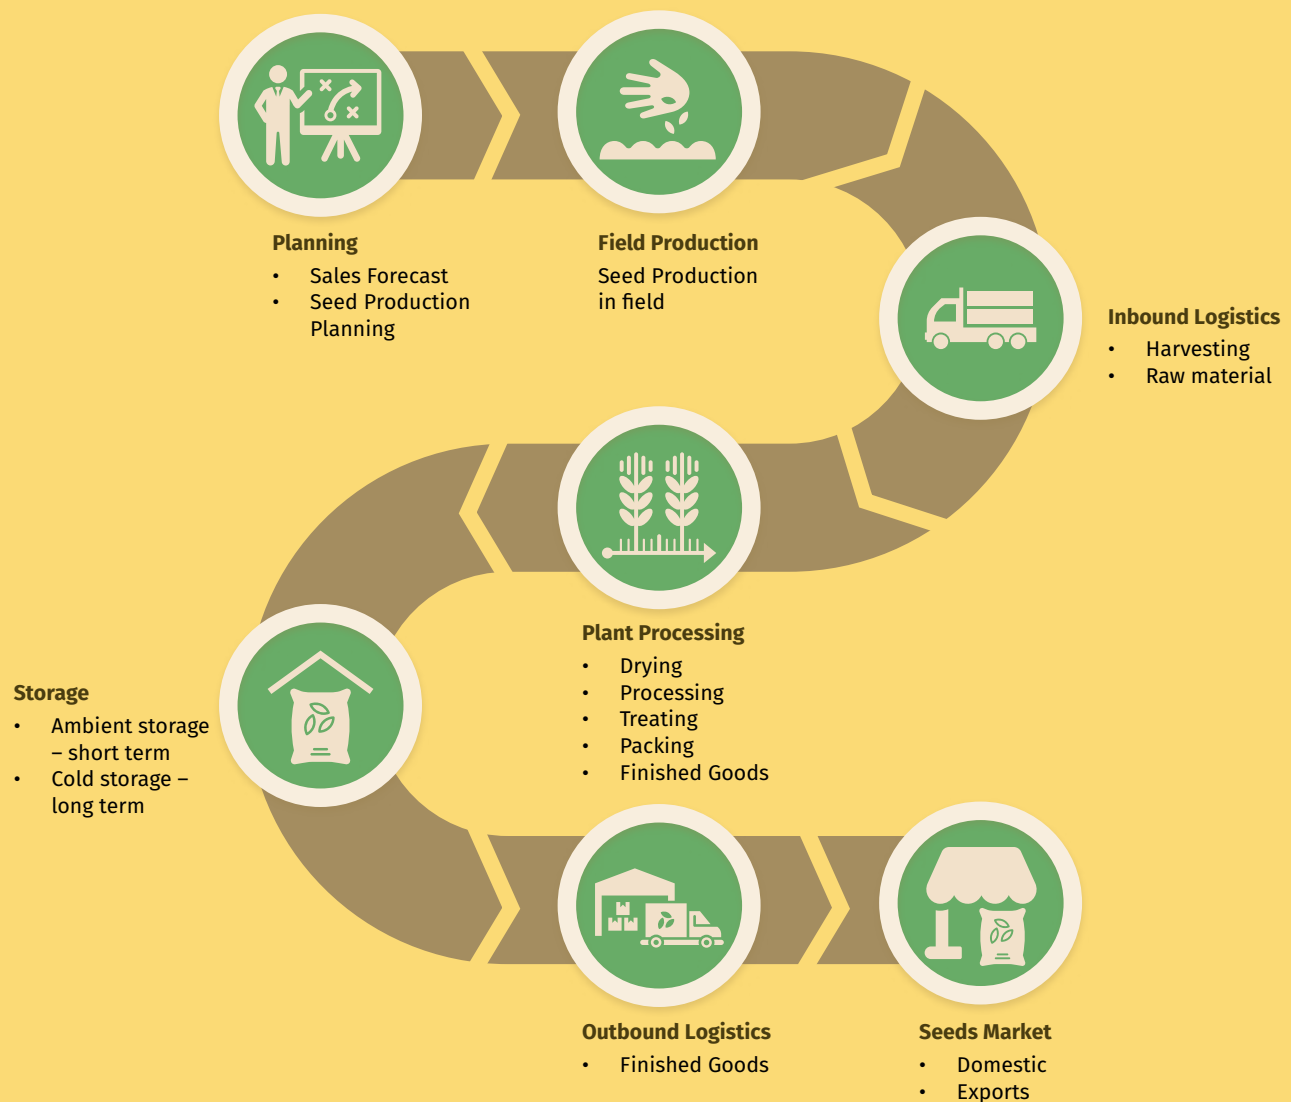 Planning
• Sales Forecast
• Seed Production
Planning
Field Production
Seed Production
in field
Inbound Logistics
• Harvesting
• Raw material
Plant Processing
• Drying
• Processing
• Treating
• Packing
• Finished Goods
Storage
• Ambient storage
– short term
• Cold storage –
long term
Outbound Logistics
• Finished Goods
Seeds Market
• Domestic
• Exports